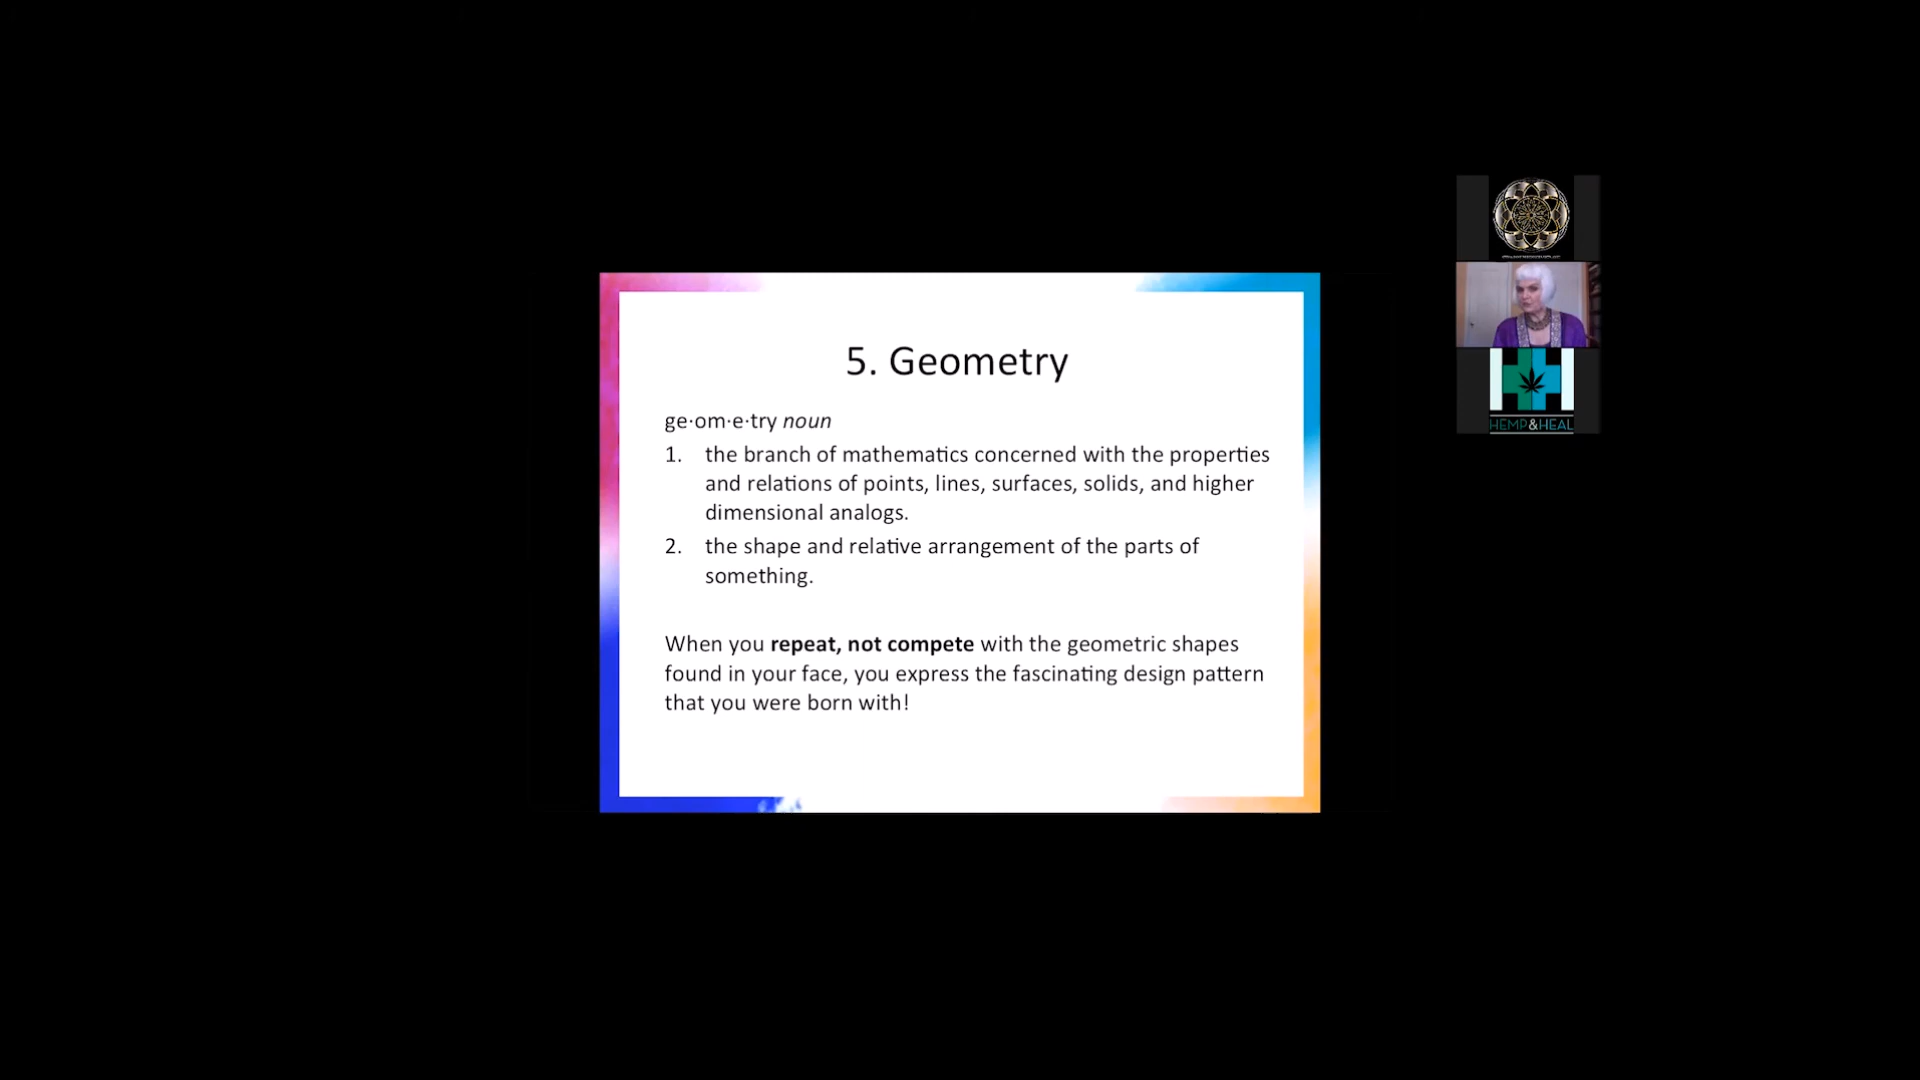 5. Geometry
ge·om·e·try noun
1. the branch of mathematics concerned with the properties
and relations of points, lines, surfaces, solids, and higher
dimensional analogs.
2. the shape and relative arrangement of the parts of
something.
When you repeat, not compete with the geometric shapes
found in your face, you express the fascinating design pattern
that you were born with!
HEMP&HEAL